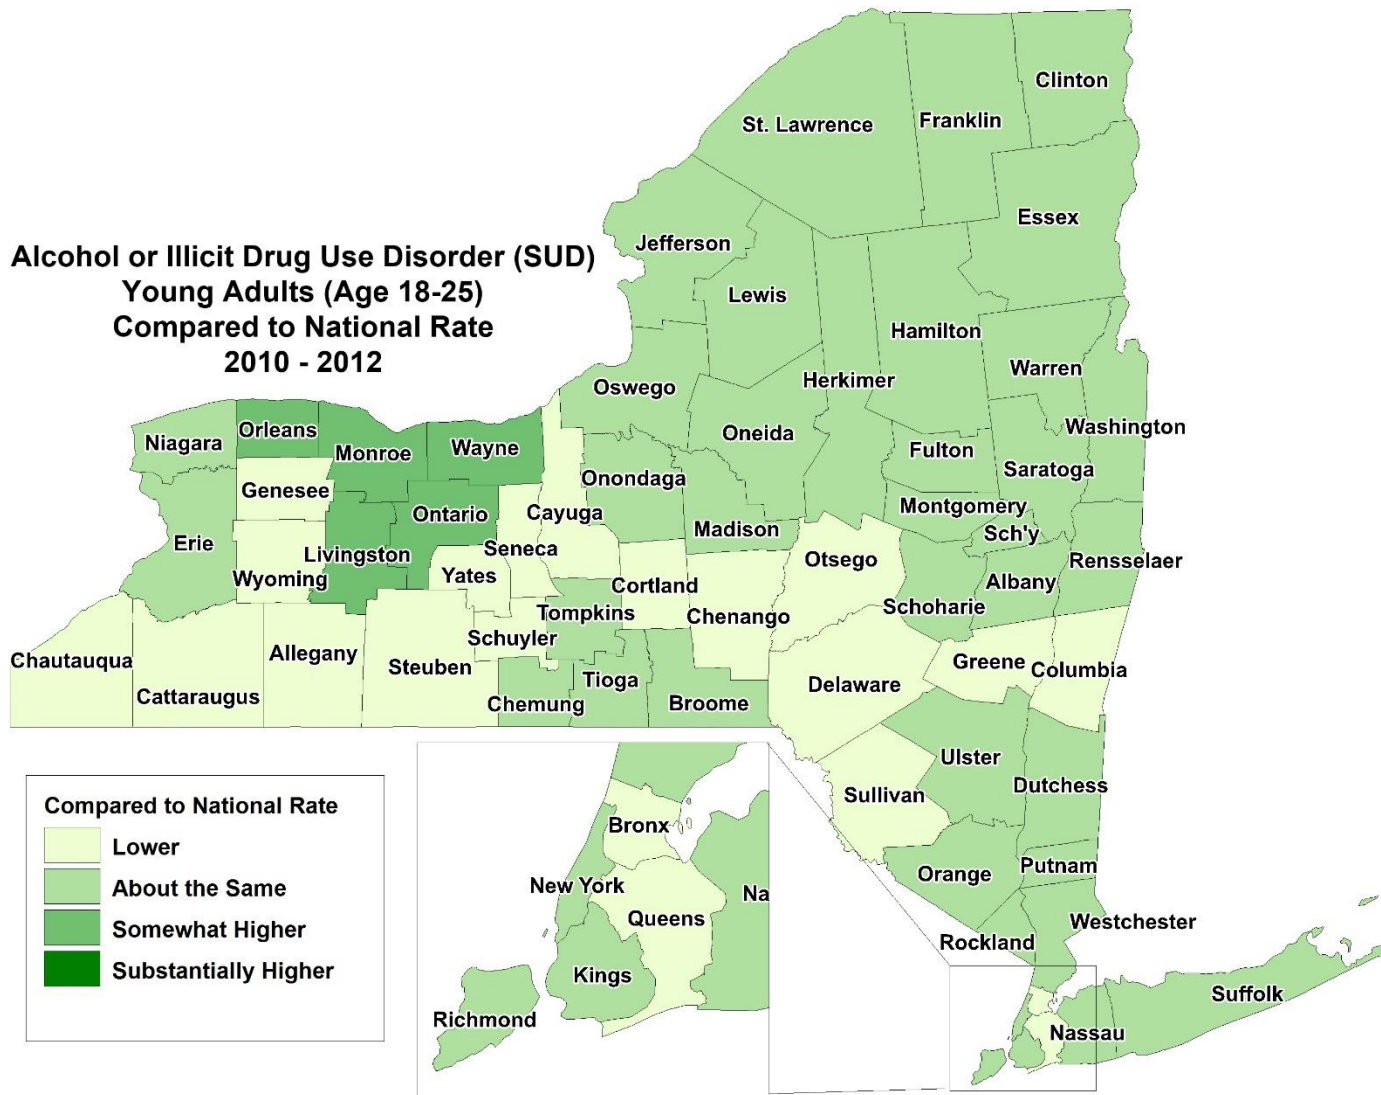 Alcohol or Illicit Drug Use Disorder (SUD)
Young Adults (Age 18-25)
Compared to National Rate
2010 - 2012
Clinton
Franklin
St. Lawrence
Essex
Jefferson
Lewis
Hamilton
Warren
Herkimer
Oswego
Washington
Oneida
Fulton
Saratoga
Niagara
Orleans
Monroe
Wayne
Onondaga
Genesee
Montgomery
Cayuga
Ontario
Madison
Sch'y
Erie
Livingston
Seneca
Otsego
Rensselaer
Wyoming
Yates
Cortland
Albany
Schoharie
Tompkins
Chenango
Schuyler
Chautauqua
Allegany
Steuben
Greene
Columbia
Cattaraugus
Tioga
Delaware
Chemung
Broome
Ulster
Dutchess
Sullivan
Orange
Putnam
Westchester
Rockland
Suffolk
Nassau
Bronx
New York
Na
Queens
Kings
Richmond
Compared to National Rate
Lower
About the Same
Somewhat Higher
Substantially Higher